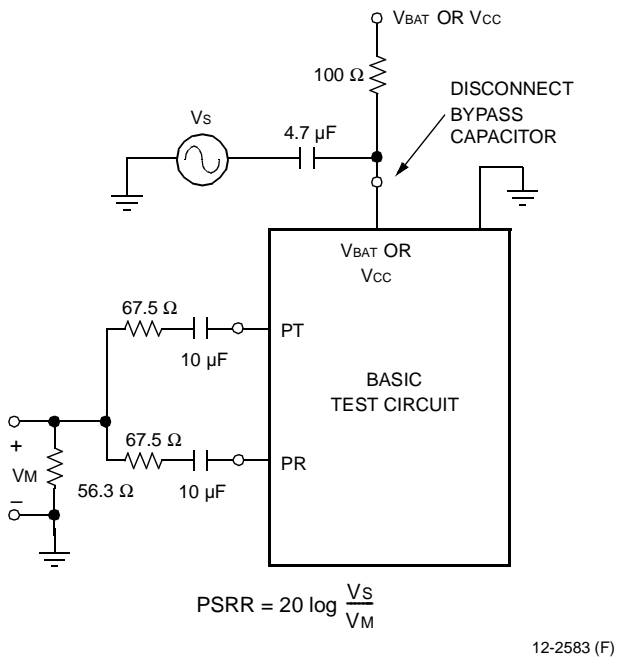 VBAT OR VCC
100 Ω
DISCONNECT
BYPASS
CAPACITOR
VS
4.7 µF
VBAT OR
VCC
67.5 Ω
10 µF
PT
BASIC
TEST CIRCUIT
67.5 Ω
10 µF
PR
+
VM
–
56.3 Ω
PSRR = 20 log VS/VM
12-2583 (F)